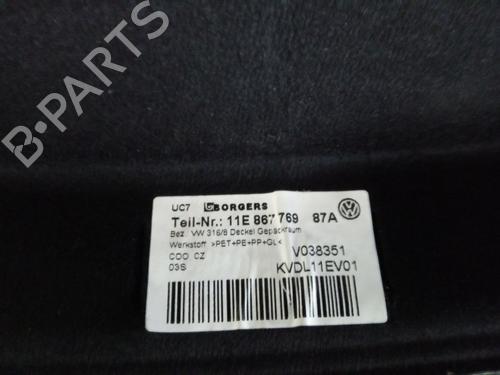 B-PARTS
UC7 BORGERS
Teil-Nr.: 11E 867 769 87A
Bez. VW 316/6 Deckel Gepäckraum
Werkstoff >PET+PE+PP+GL<
COO CZ V038351
03S KVDL11EV01